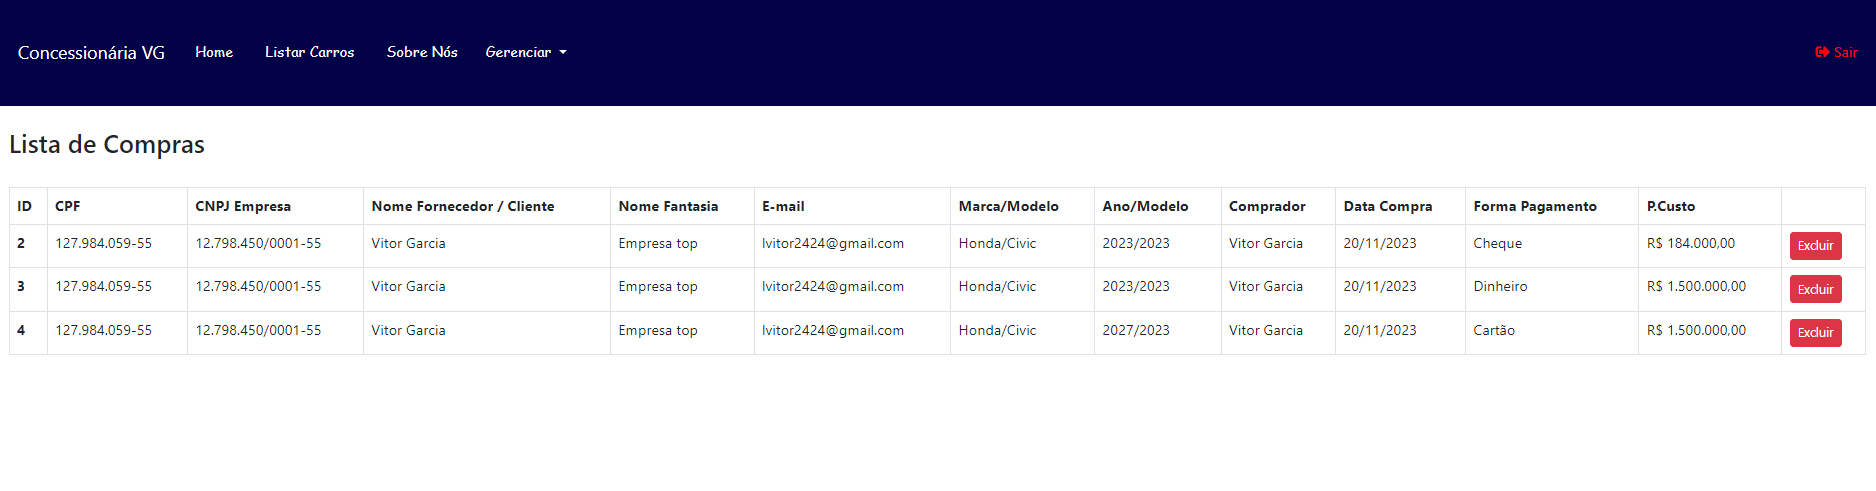 Concessionária VG Home Listar Carros Sobre Nós Gerenciar Sair
Lista de Compras
ID CPF CNPJ Empresa Nome Fornecedor / Cliente Nome Fantasia E-mail Marca/Modelo Ano/Modelo Comprador Data Compra Forma Pagamento P.Custo
2 127.984.059-55 12.798.450/0001-55 Vitor Garcia Empresa top lvitor2424@gmail.com Honda/Civic 2023/2023 Vitor Garcia 20/11/2023 Cheque R$ 184.000,00 Excluir
3 127.984.059-55 12.798.450/0001-55 Vitor Garcia Empresa top lvitor2424@gmail.com Honda/Civic 2023/2023 Vitor Garcia 20/11/2023 Dinheiro R$ 1.500.000,00 Excluir
4 127.984.059-55 12.798.450/0001-55 Vitor Garcia Empresa top lvitor2424@gmail.com Honda/Civic 2027/2023 Vitor Garcia 20/11/2023 Cartão R$ 1.500.000,00 Excluir